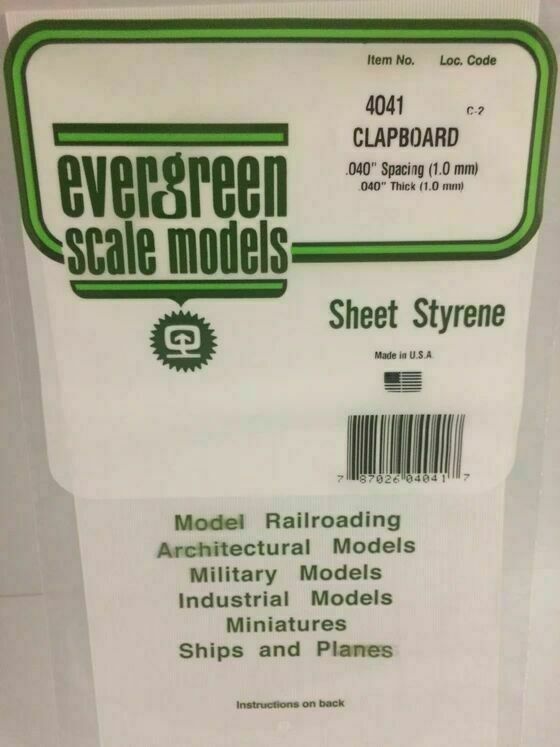 Item No. Loc. Code
4041 C-2
CLAPBOARD
.040" Spacing (1.0 mm)
.040" Thick (1.0 mm)
evergreen
scale models
Sheet Styrene
Made in U.S.A.
7 87026 04041 7
Model Railroading
Architectural Models
Military Models
Industrial Models
Miniatures
Ships and Planes
Instructions on back